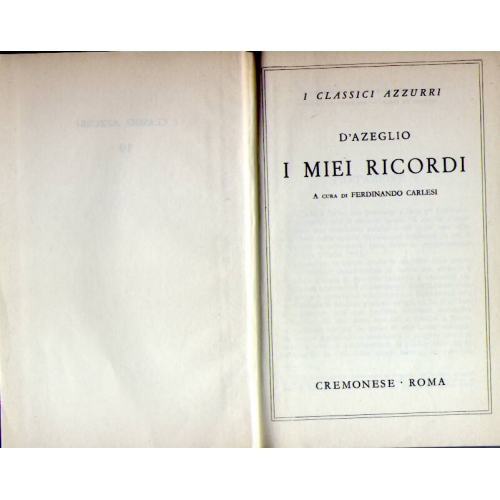 I CLASSICI AZZURRI
D'AZEGLIO
I MIEI RICORDI
A CURA DI FERDINANDO CARLESI
CREMONESE · ROMA